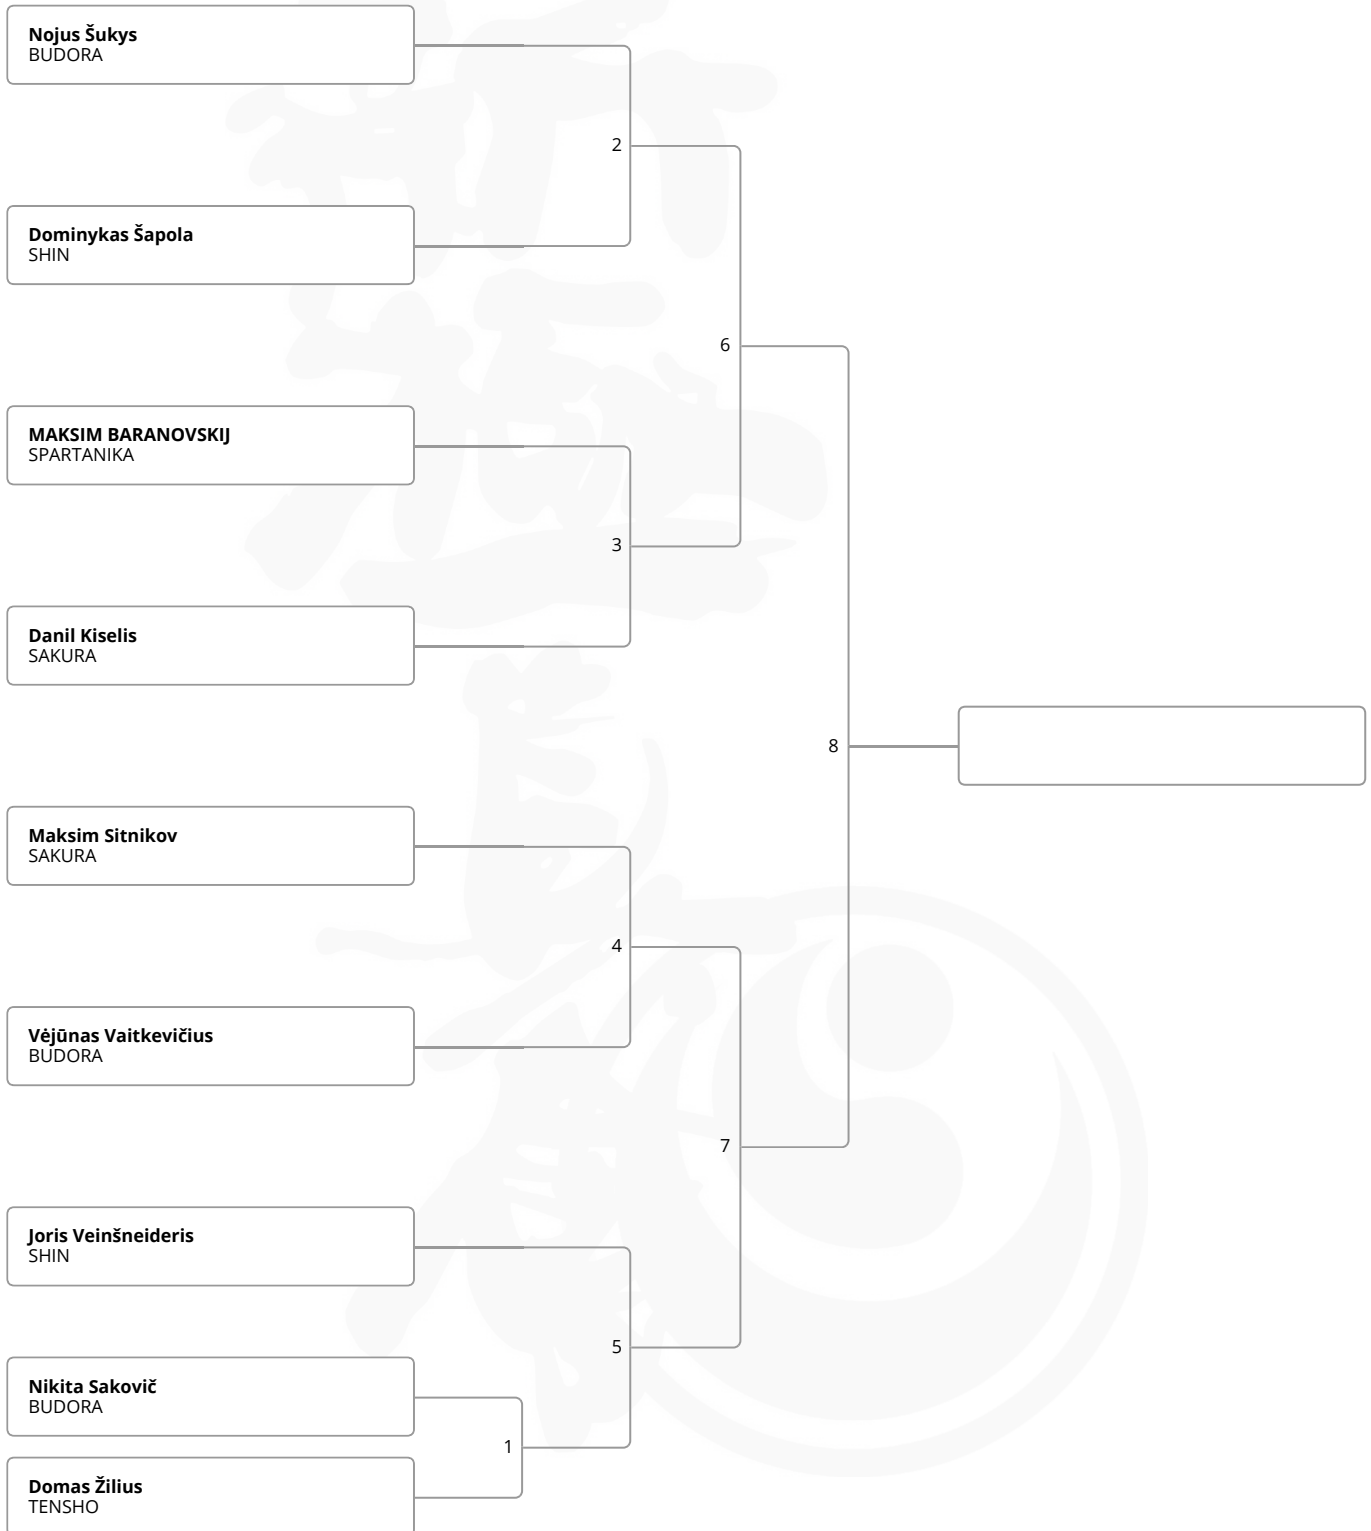 Nojus Šukys
BUDORA
2
Dominykas Šapola
SHIN
6
MAKSIM BARANOVSKIJ
SPARTANIKA
3
Danil Kiselis
SAKURA
8
Maksim Sitnikov
SAKURA
4
Vėjūnas Vaitkevičius
BUDORA
7
Joris Veinšneideris
SHIN
5
Nikita Sakovič
BUDORA
1
Domas Žilius
TENSHO